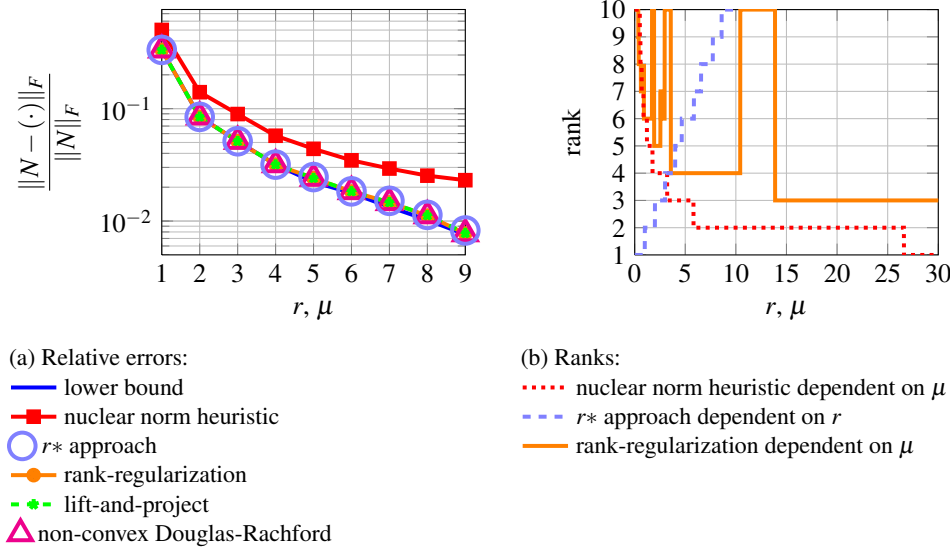 ‖N − (·)‖F
‖N‖F
10−1
10−2
1 2 3 4 5 6 7 8 9
r, μ
rank
10
9
8
7
6
5
4
3
2
1
0 5 10 15 20 25 30
r, μ
(a) Relative errors:
lower bound
nuclear norm heuristic
r∗ approach
rank-regularization
lift-and-project
non-convex Douglas-Rachford
(b) Ranks:
nuclear norm heuristic dependent on μ
r∗ approach dependent on r
rank-regularization dependent on μ